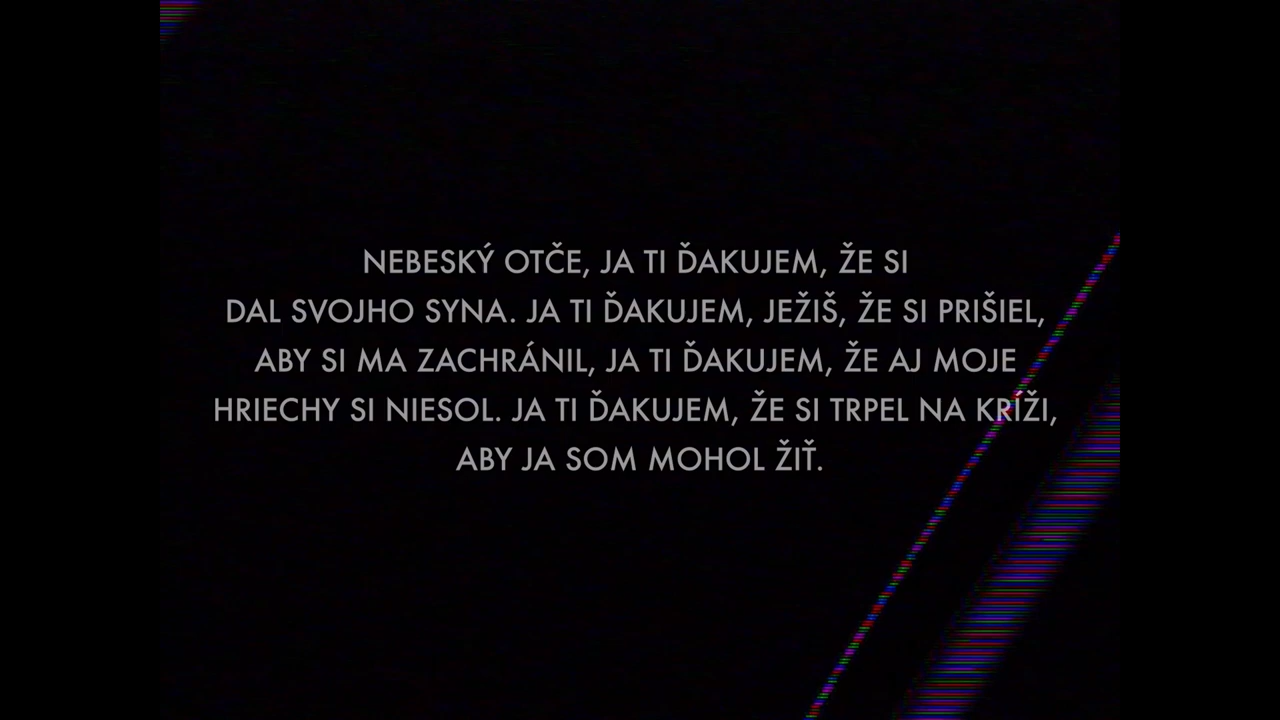 NEBESKÝ OTČE, JA TI ĎAKUJEM, ŽE SI
DAL SVOJHO SYNA. JA TI ĎAKUJEM, JEŽIŠ, ŽE SI PRIŠIEL,
ABY SI MA ZACHRÁNIL, JA TI ĎAKUJEM, ŽE AJ MOJE
HRIECHY SI NIESOL. JA TI ĎAKUJEM, ŽE SI TRPEL NA KRÍŽI,
ABY JA SOM MOHOL ŽIŤ.